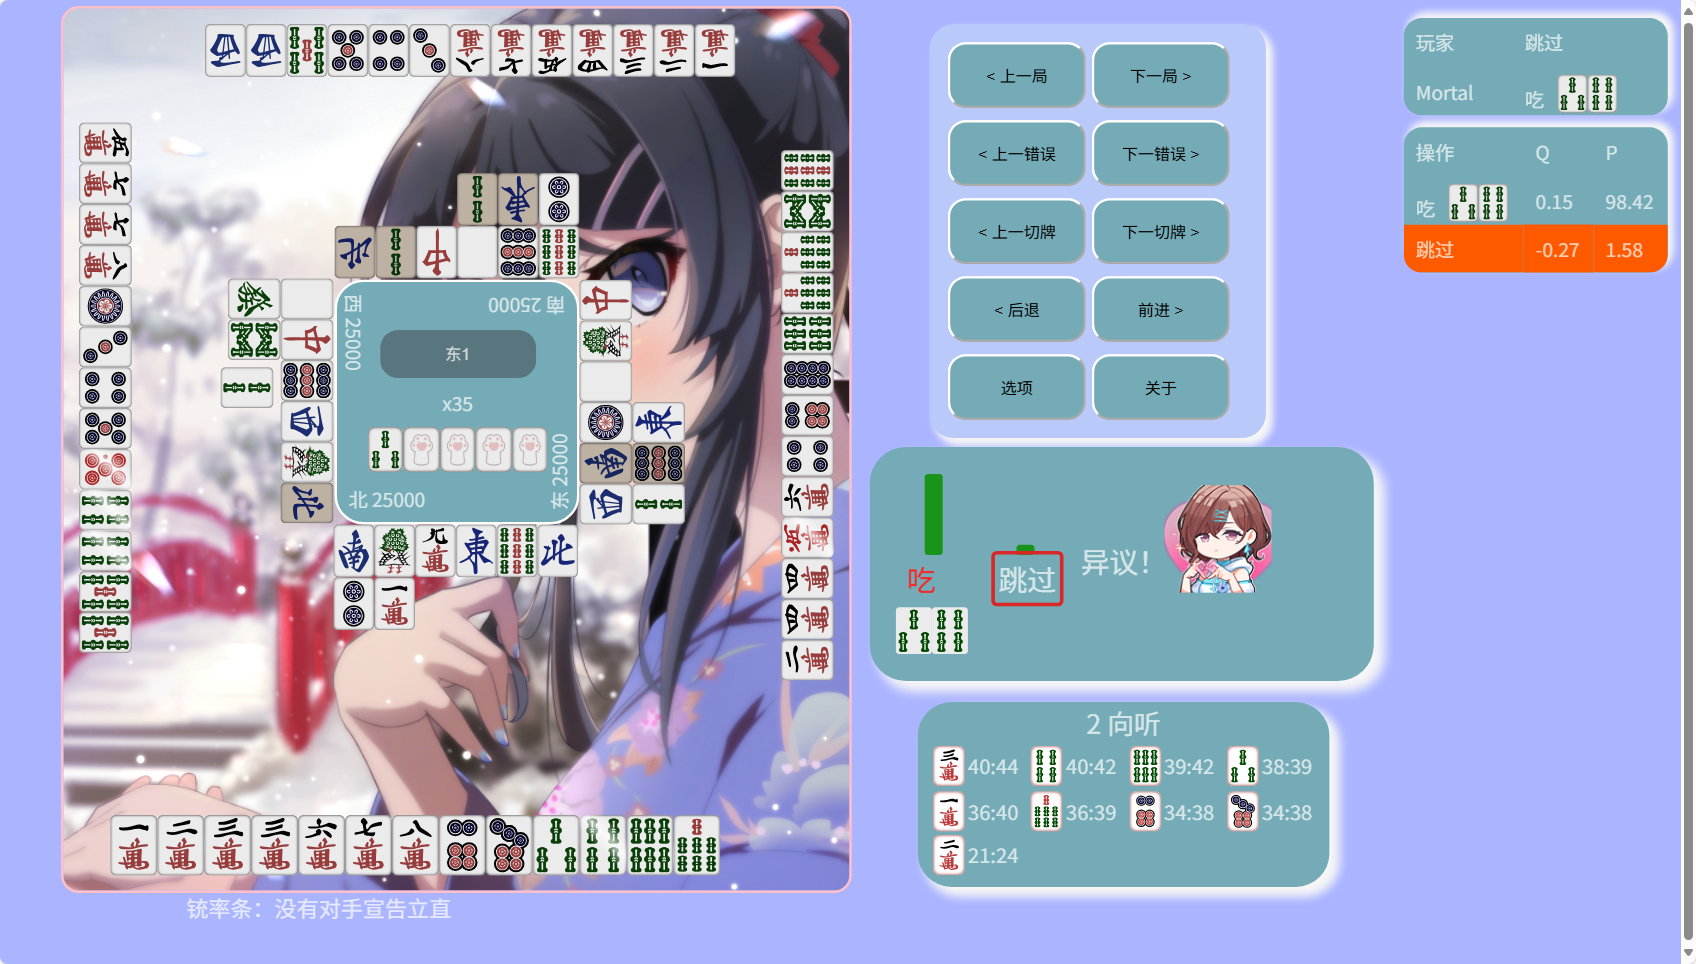 < 上一局
下一局 >
< 上一错误
下一错误 >
< 上一切牌
下一切牌 >
< 后退
前进 >
选项
关于
玩家 跳过
Mortal 吃
操作 Q P
吃 0.15 98.42
跳过 -0.27 1.58
西 25000
南 25000
东1
x35
北 25000
东 25000
吃
跳过
异议!
2 向听
40:44 40:42 39:42 38:39
36:40 36:39 34:38 34:38
21:24
铳率条：没有对手宣告立直